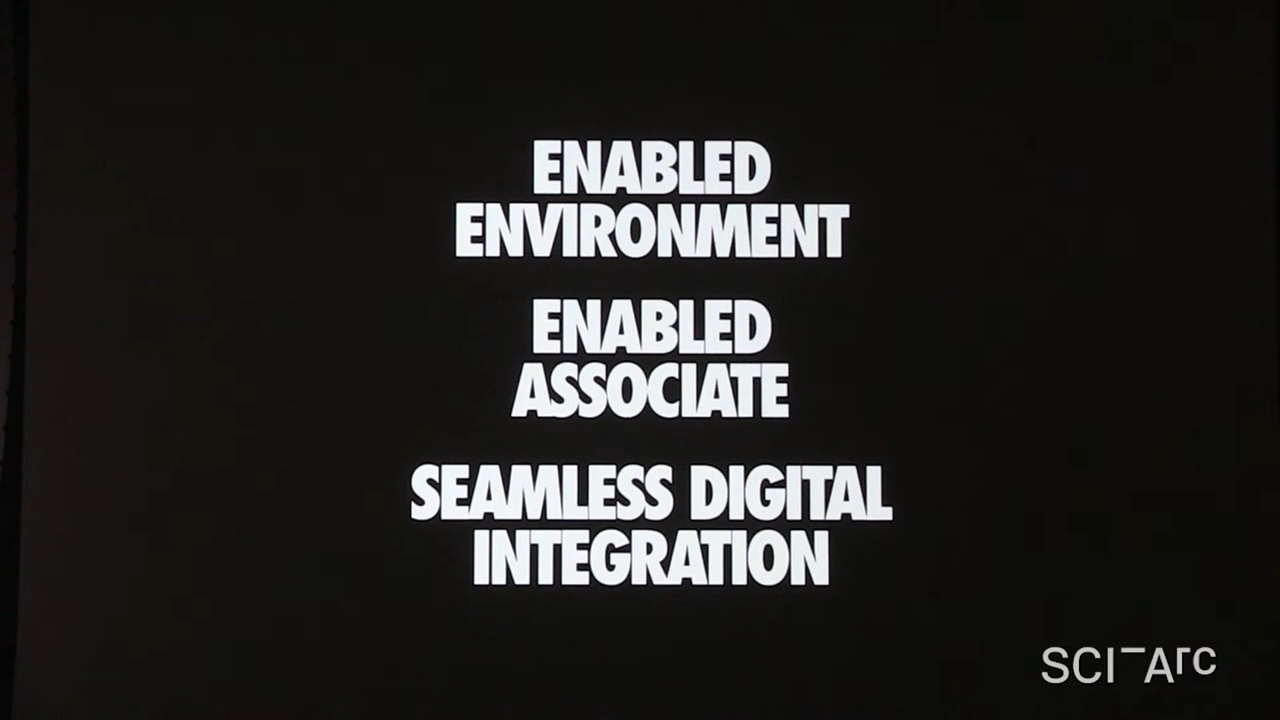 ENABLED
ENVIRONMENT
ENABLED
ASSOCIATE
SEAMLESS DIGITAL
INTEGRATION
SCI-Arc